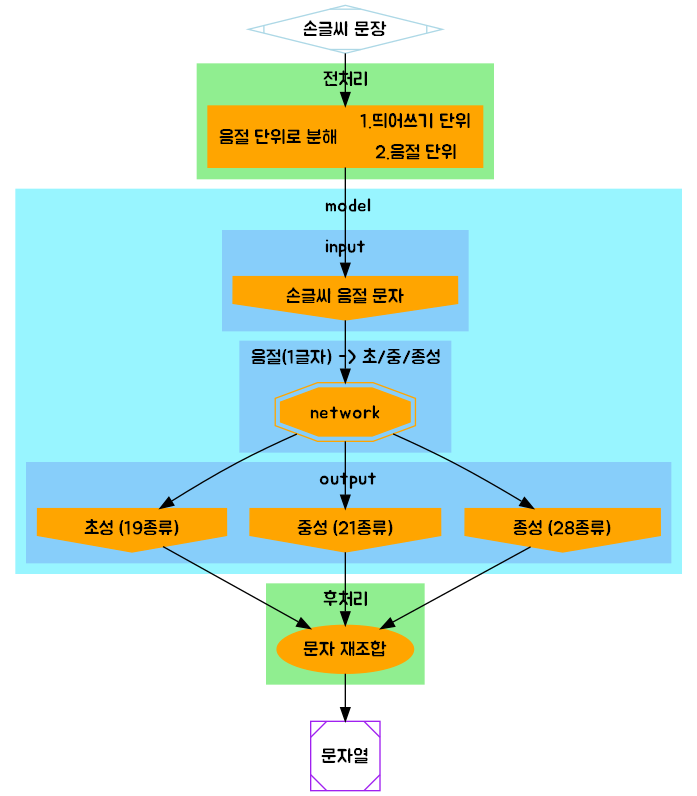 손글씨 문장
전처리
음절 단위로 분해
1.띄어쓰기 단위
2.음절 단위
model
input
손글씨 음절 문자
음절(1글자) -> 초/중/종성
network
output
초성 (19종류)
중성 (21종류)
종성 (28종류)
후처리
문자 재조합
문자열